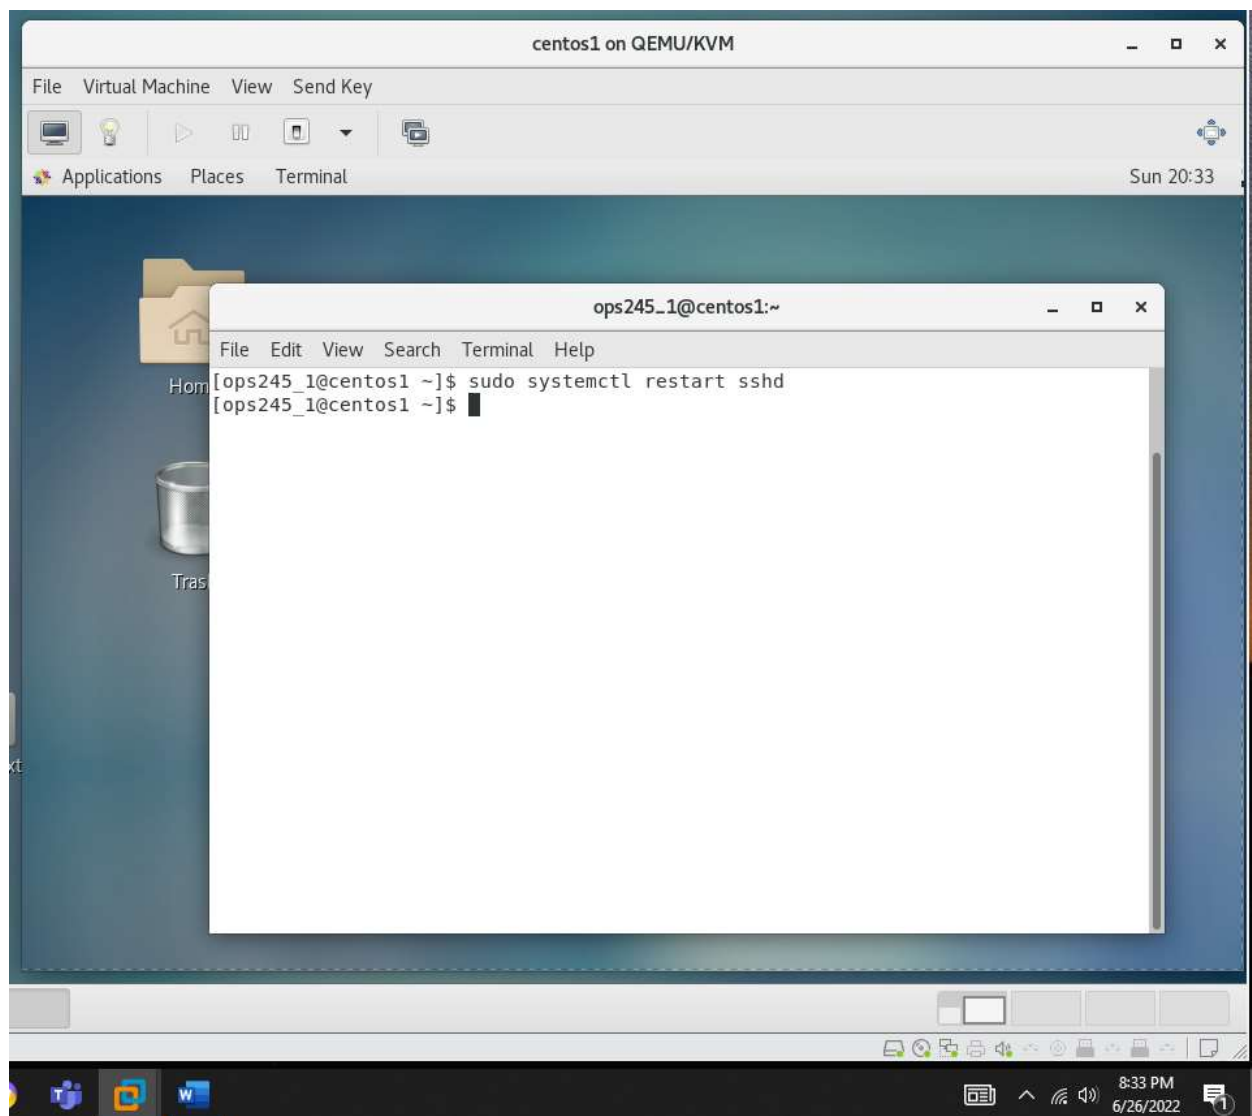 centos1 on QEMU/KVM
File Virtual Machine View Send Key
Applications Places Terminal Sun 20:33
ops245_1@centos1:~
File Edit View Search Terminal Help
[ops245_1@centos1 ~]$ sudo systemctl restart sshd
[ops245_1@centos1 ~]$
Hom
Tras
xt
8:33 PM
6/26/2022
1